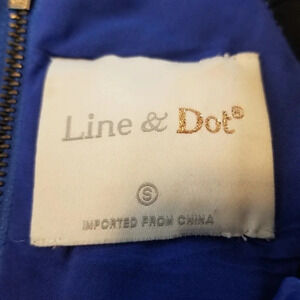 Line & Dot®
S
IMPORTED FROM CHINA